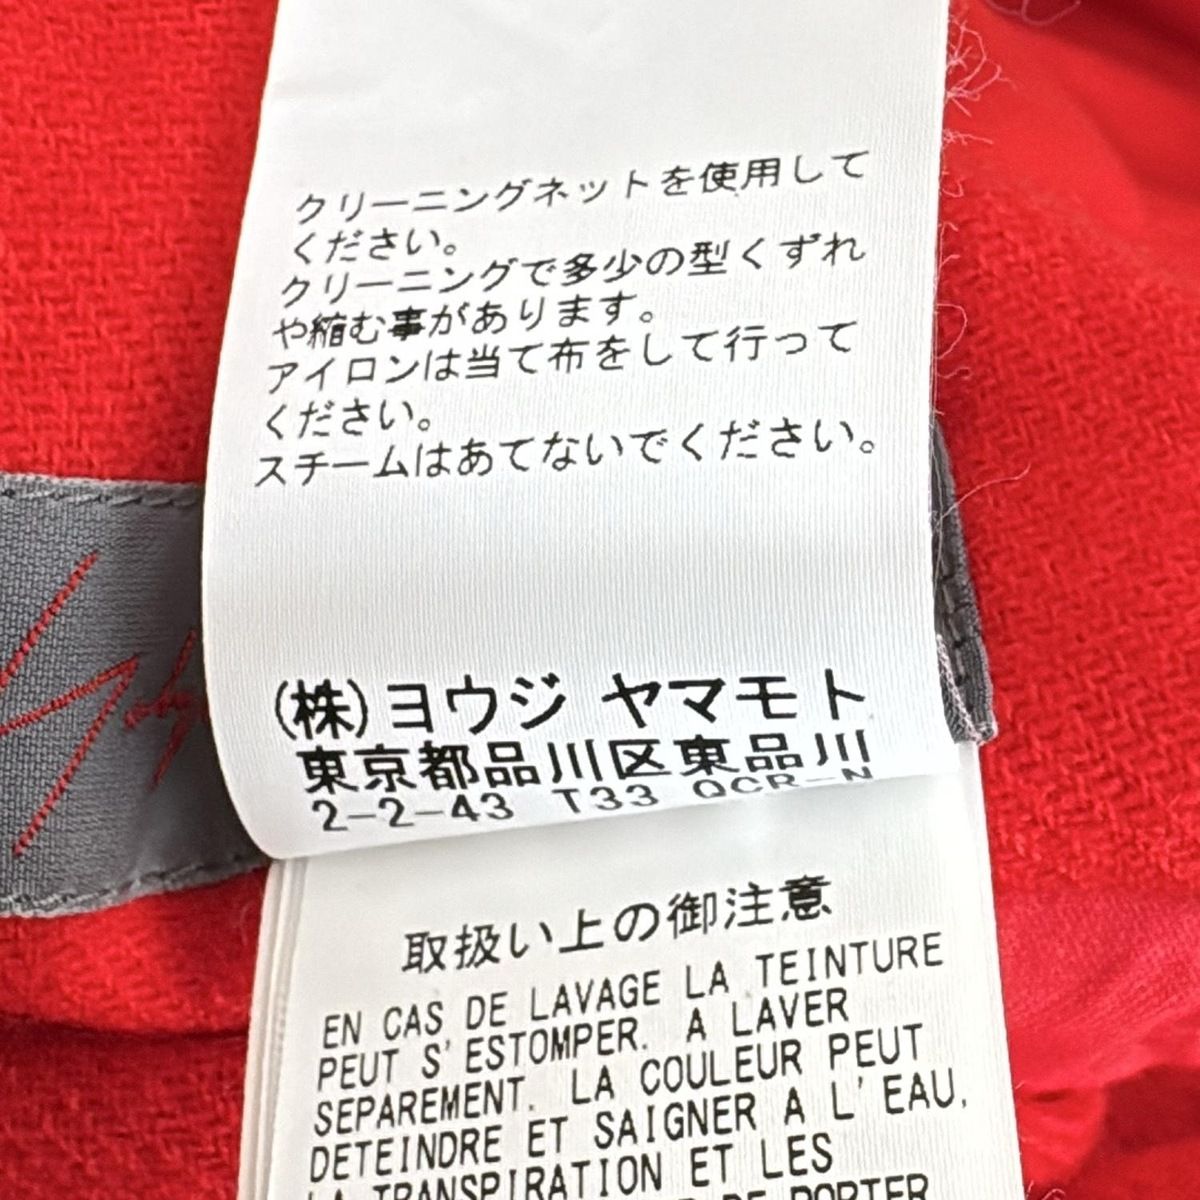 クリーニングネットを使用して
ください。
クリーニングで多少の型くずれ
や縮む事があります。
アイロンは当て布をして行って
ください。
スチームはあてないでください。
(株)ヨウジ ヤマモト
東京都品川区東品川
2-2-43 T33 QCR-N
取扱い上の御注意
EN CAS DE LAVAGE LA TEINTURE
PEUT S'ESTOMPER. A LAVER
SEPAREMENT. LA COULEUR PEUT
DETEINDRE ET SAIGNER A L'EAU,
LA TRANSPIRATION ET LES
DE PORTER